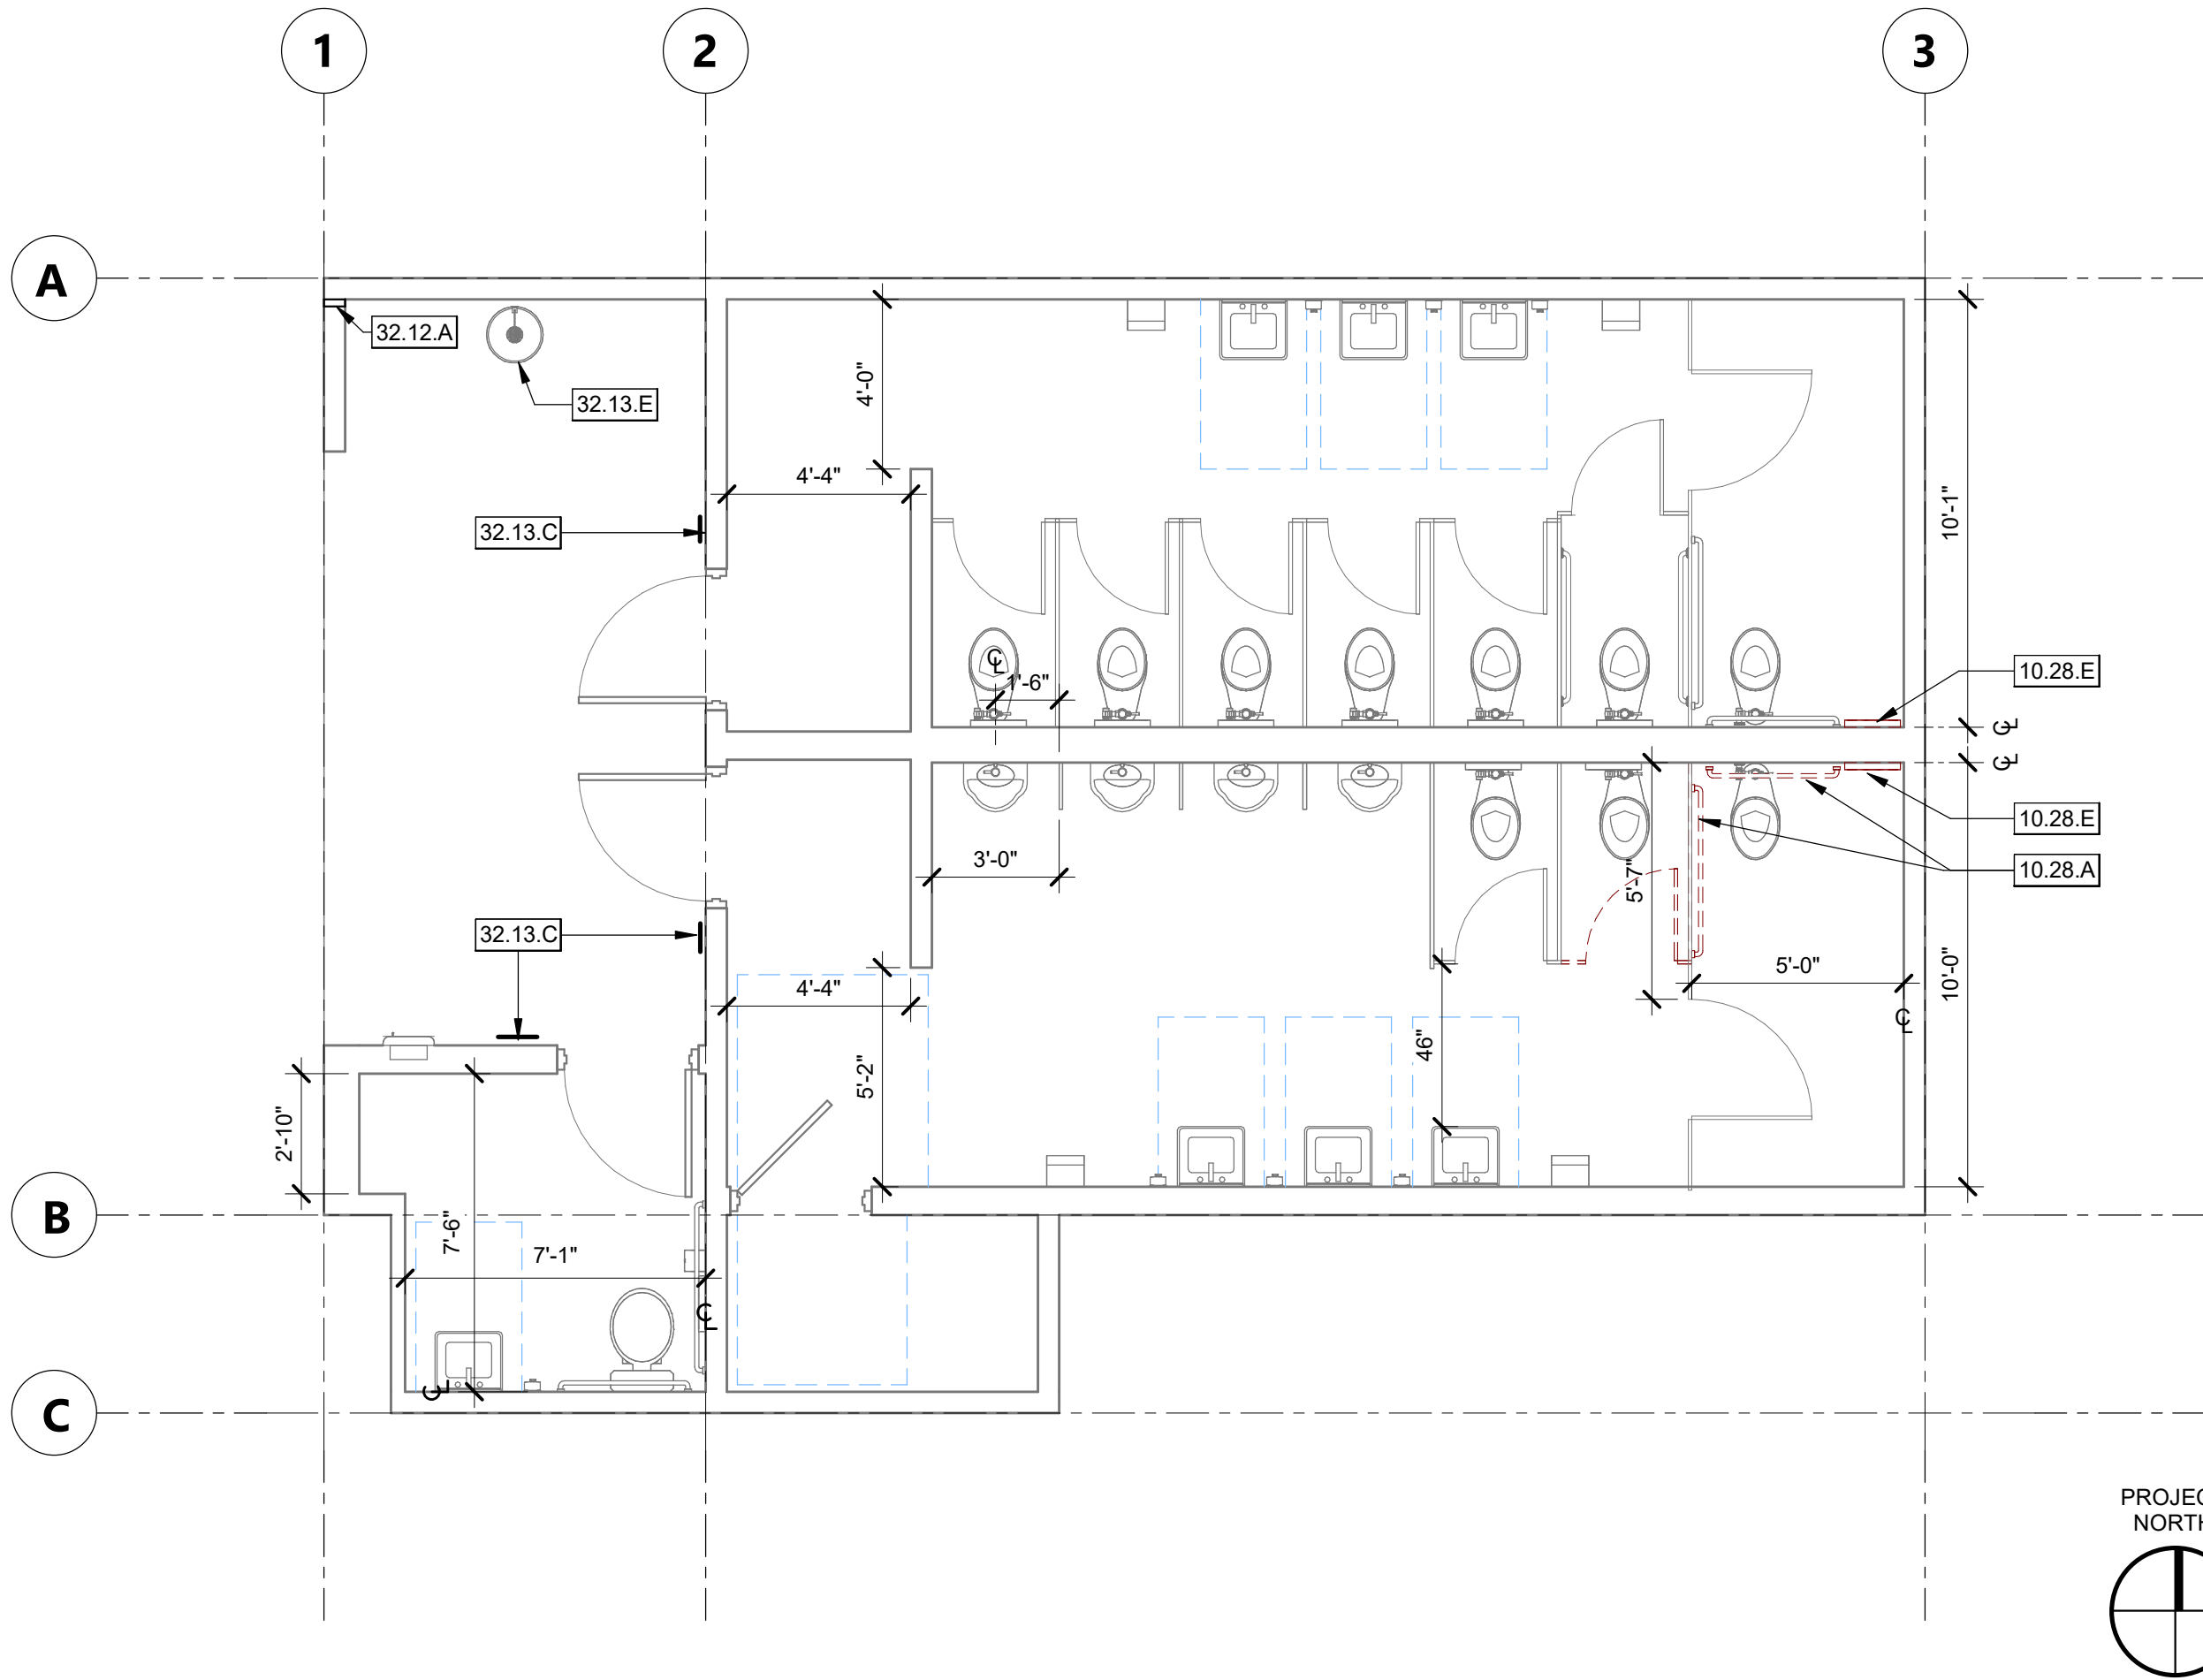 1
2
3
A
32.12.A
32.13.E
4'-0"
4'-4"
32.13.C
10'-1"
C
L
1'-6"
10.28.E
C
L
C
L
10.28.E
3'-0"
10.28.A
5'-7"
32.13.C
5'-0"
4'-4"
10'-0"
C
L
46"
5'-2"
2'-10"
B
7'-6"
7'-1"
C
L
C
L
C
PROJEC
NORTH